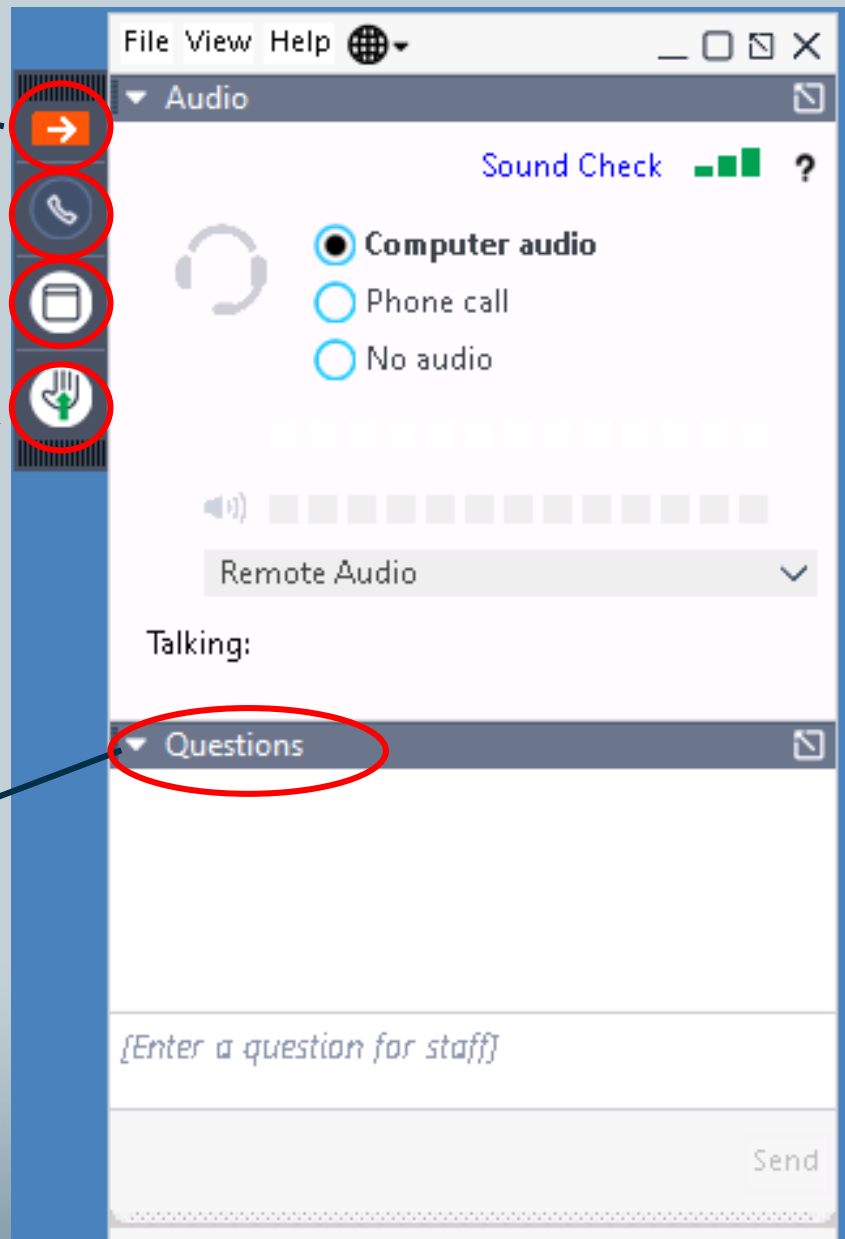 File View Help
Audio
Sound Check ?
Computer audio
Phone call
No audio
Remote Audio
Talking:
Questions
[Enter a question for staff]
Send